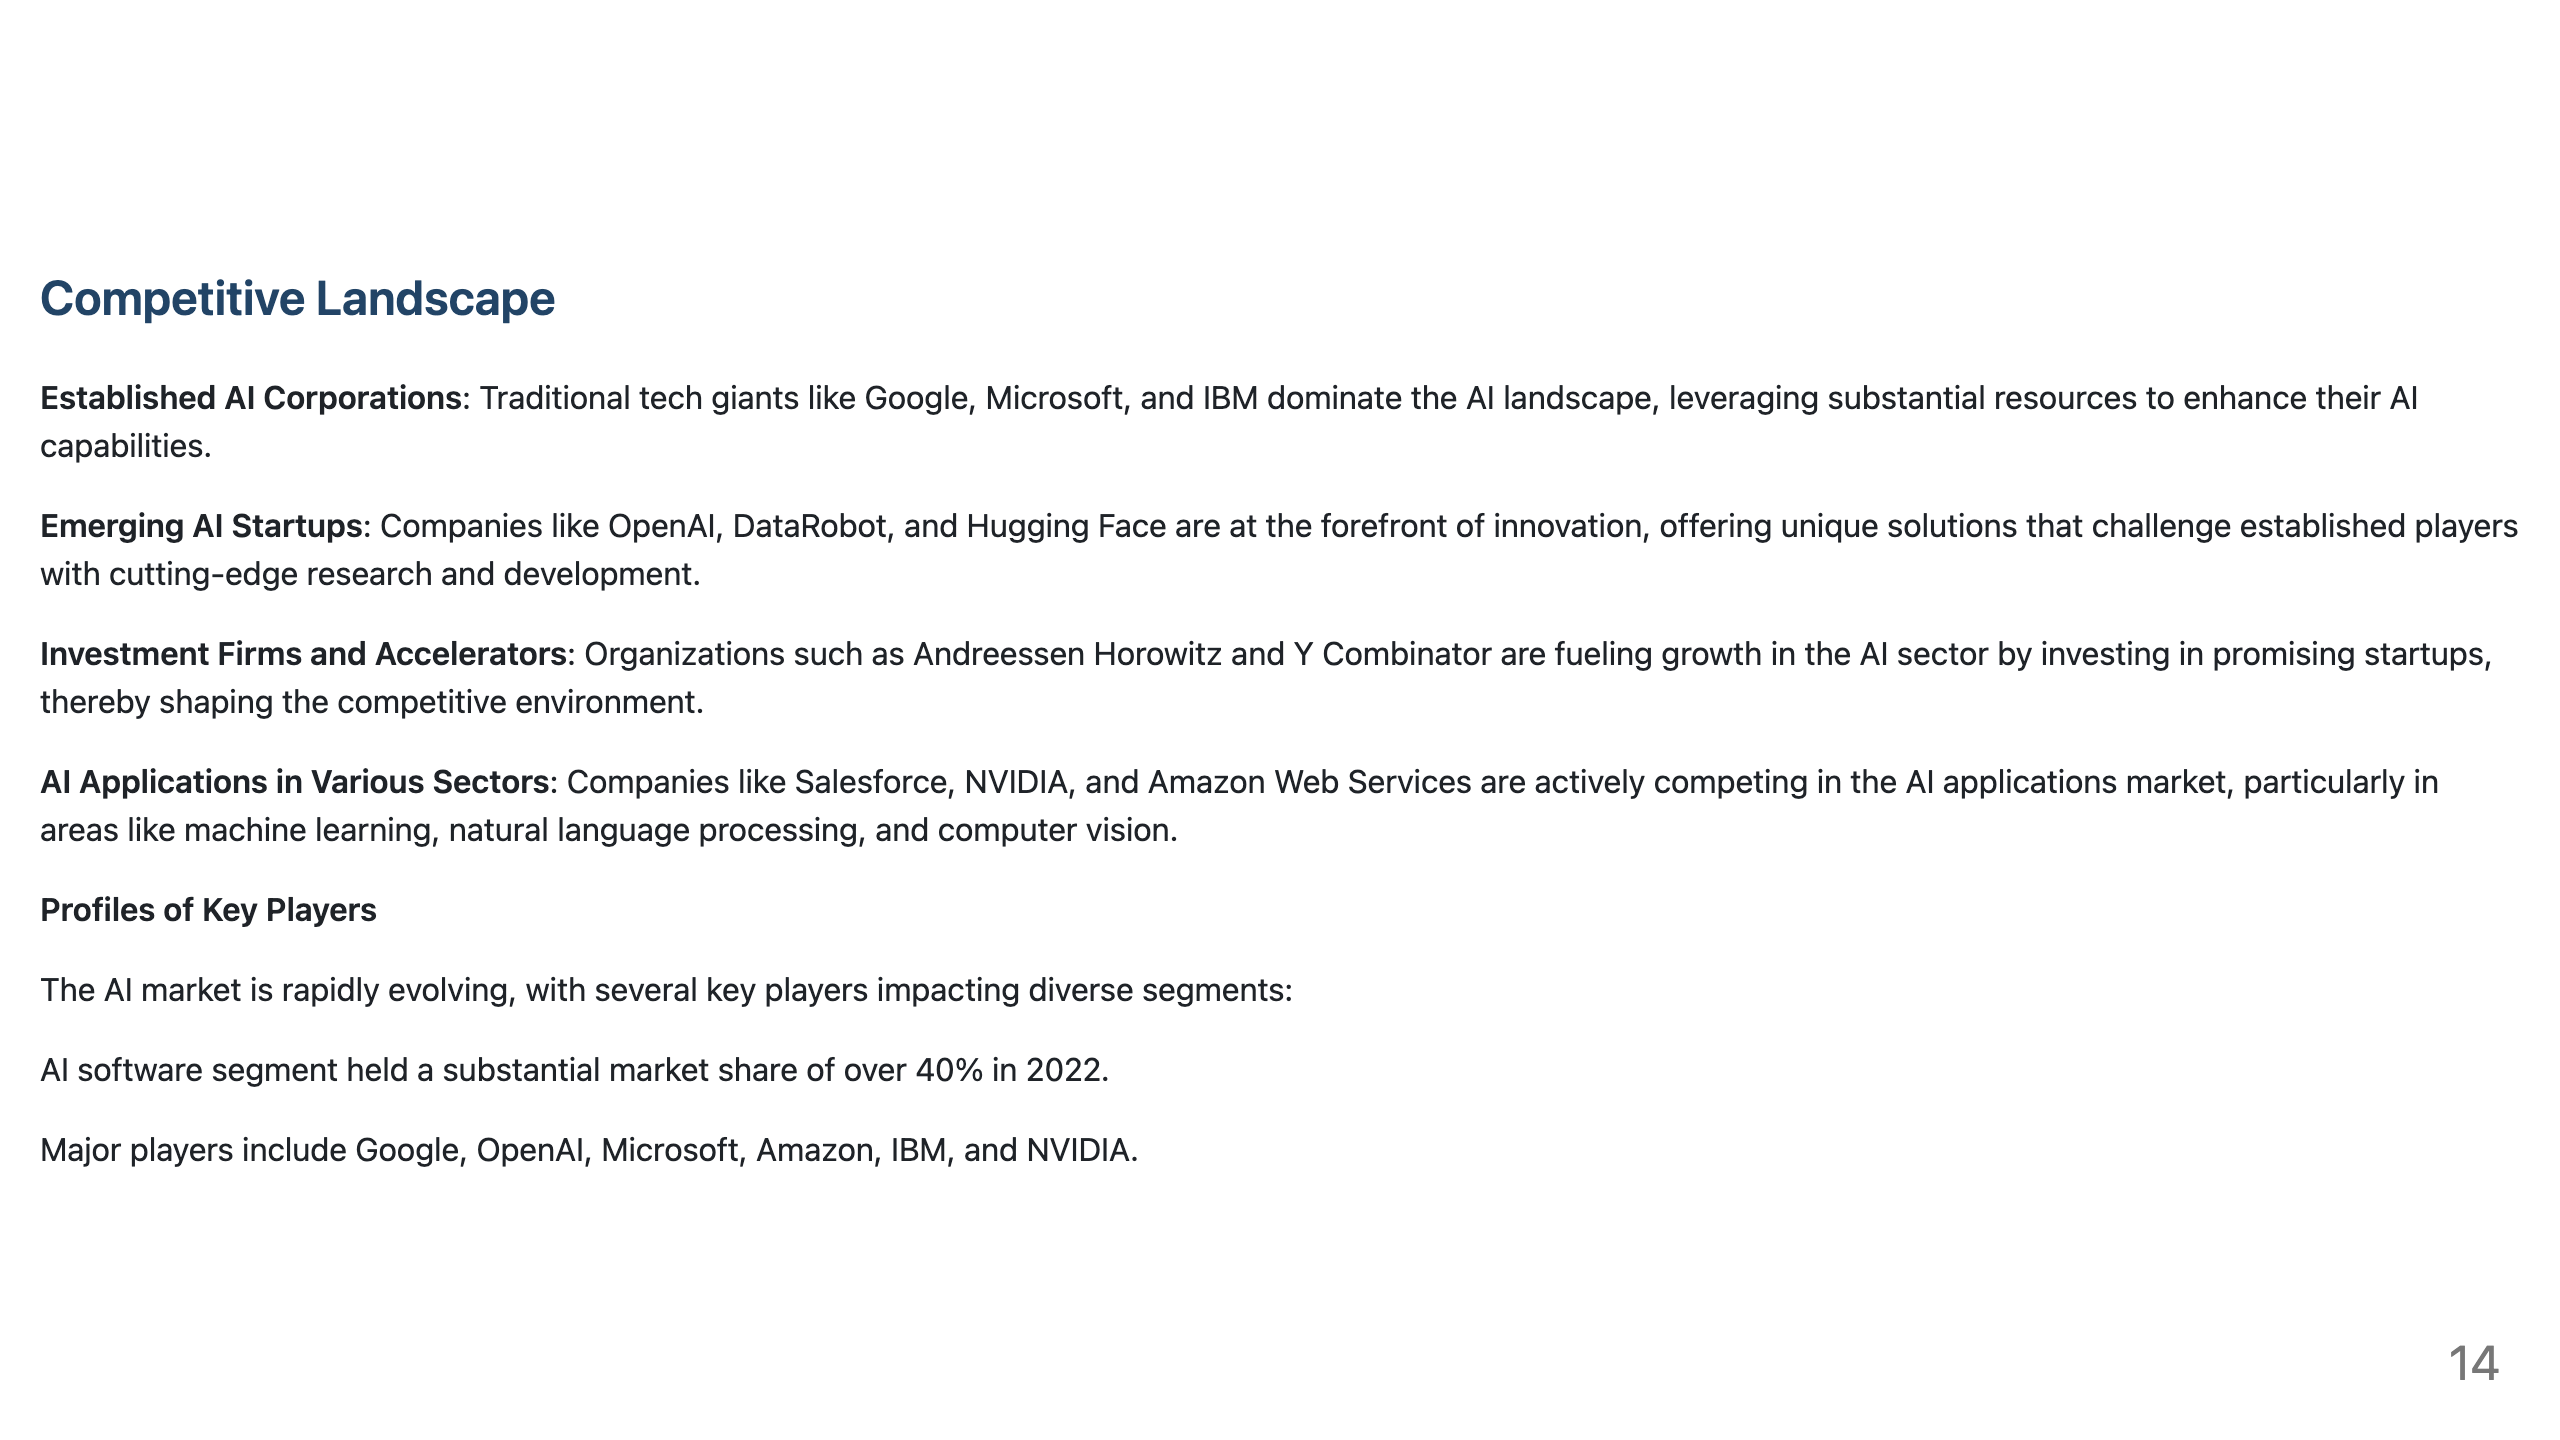 Competitive Landscape
Established AI Corporations: Traditional tech giants like Google, Microsoft, and IBM dominate the AI landscape, leveraging substantial resources to enhance their AI
capabilities.
Emerging AI Startups: Companies like OpenAI, DataRobot, and Hugging Face are at the forefront of innovation, offering unique solutions that challenge established players
with cutting-edge research and development.
Investment Firms and Accelerators: Organizations such as Andreessen Horowitz and Y Combinator are fueling growth in the AI sector by investing in promising startups,
thereby shaping the competitive environment.
AI Applications in Various Sectors: Companies like Salesforce, NVIDIA, and Amazon Web Services are actively competing in the AI applications market, particularly in
areas like machine learning, natural language processing, and computer vision.
Profiles of Key Players
The AI market is rapidly evolving, with several key players impacting diverse segments:
AI software segment held a substantial market share of over 40% in 2022.
Major players include Google, OpenAI, Microsoft, Amazon, IBM, and NVIDIA.
14